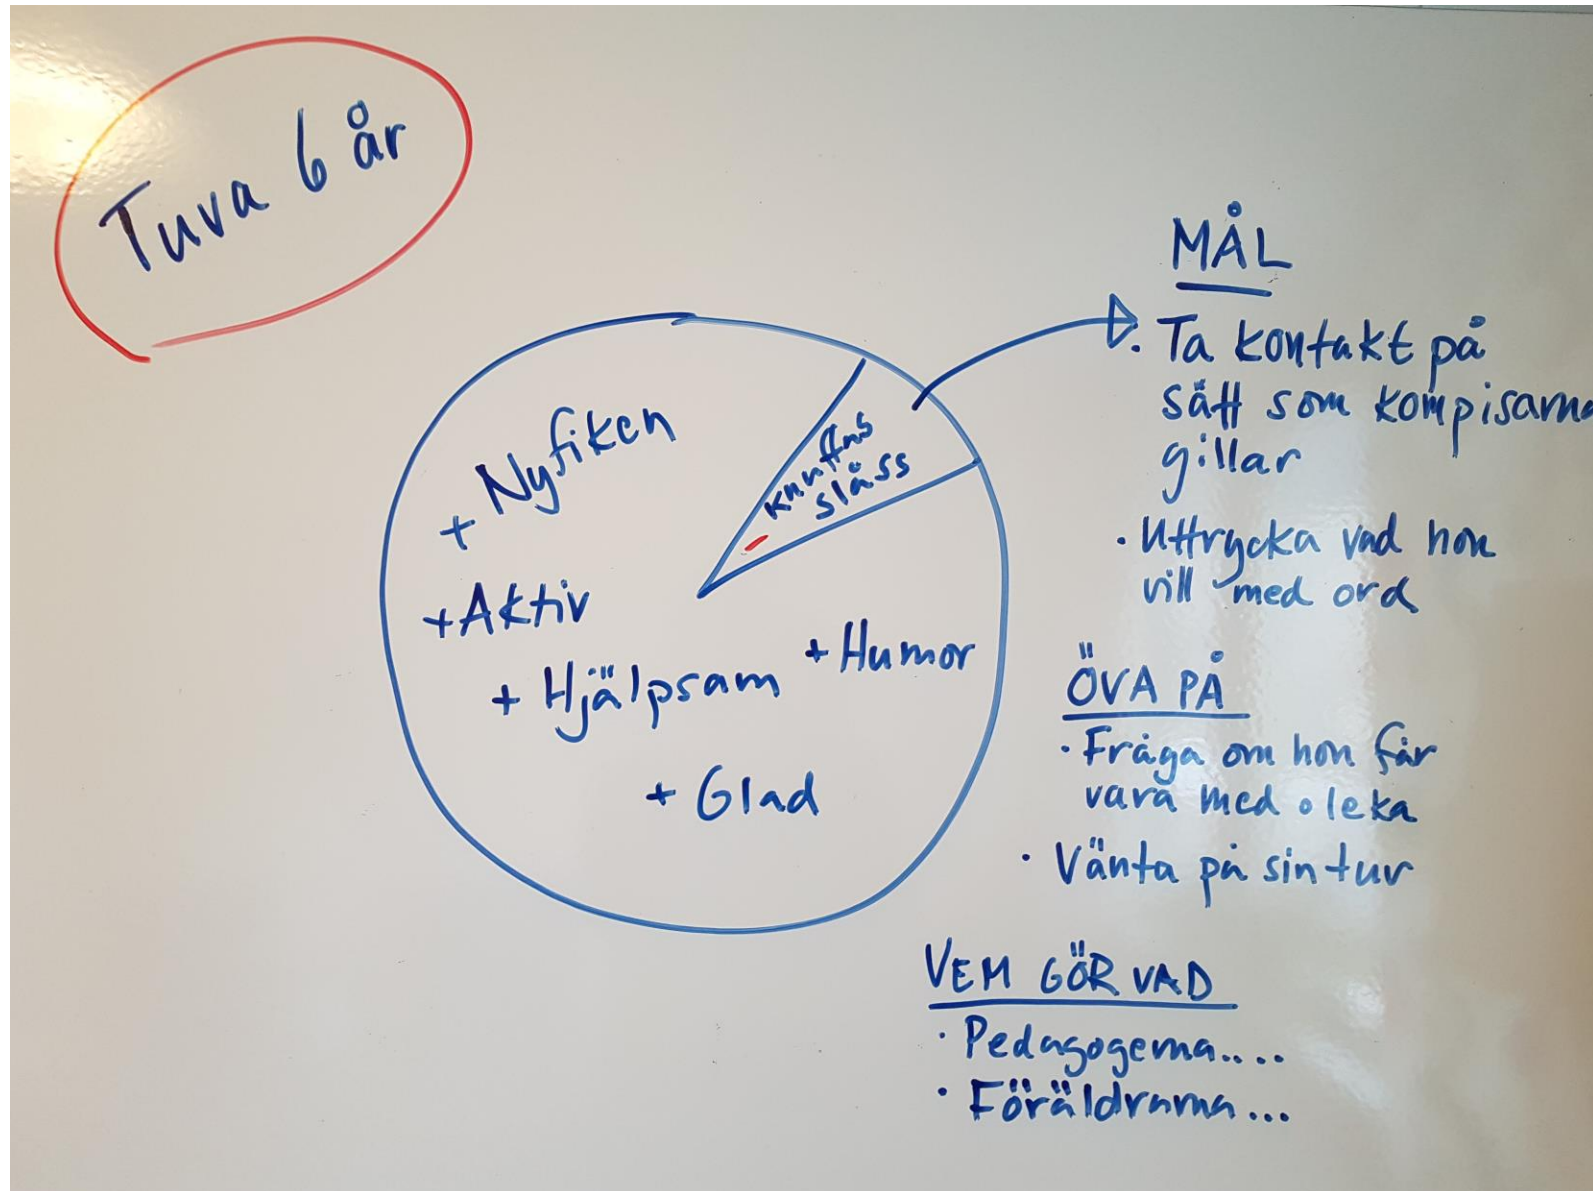 Tuva 6 år
+ Nyfiken
+ Aktiv
+ Hjälpsam
+ Humor
+ Glad
knuffas
slåss
-
MÅL
· Ta kontakt på
sätt som kompisarna
gillar
· Uttrycka vad hon
vill med ord
ÖVA PÅ
· Fråga om hon får
vara med o leka
· Vänta på sin tur
VEM GÖR VAD
· Pedagogerna....
· Föräldrarna...